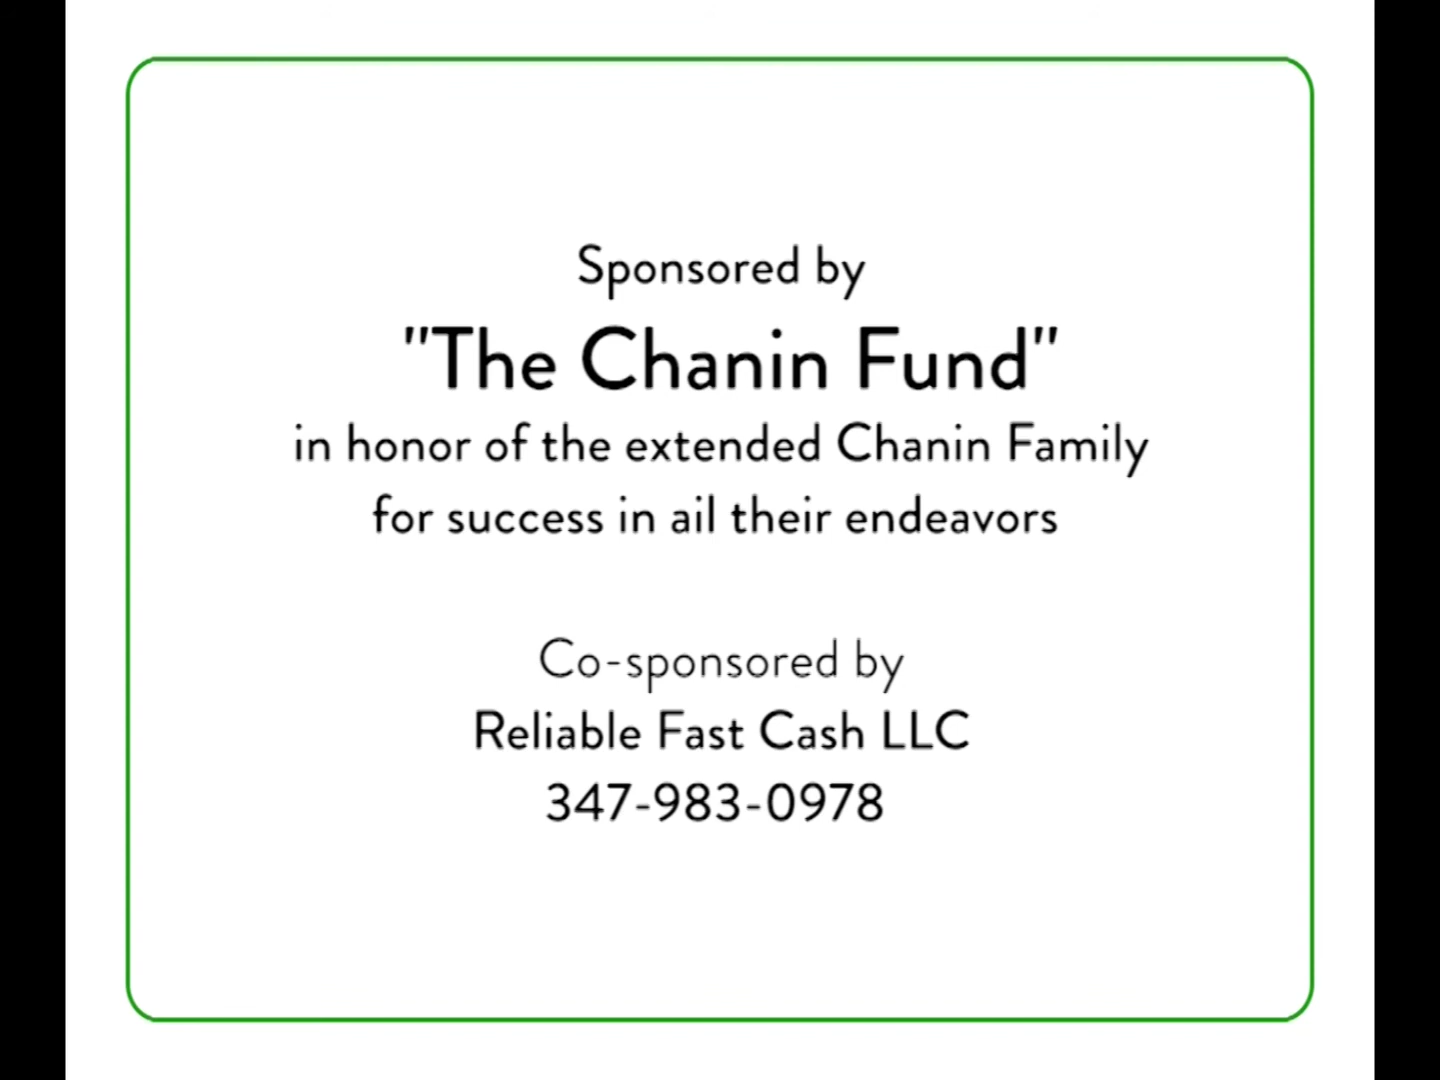 Sponsored by
"The Chanin Fund"
in honor of the extended Chanin Family
for success in ail their endeavors
Co-sponsored by
Reliable Fast Cash LLC
347-983-0978